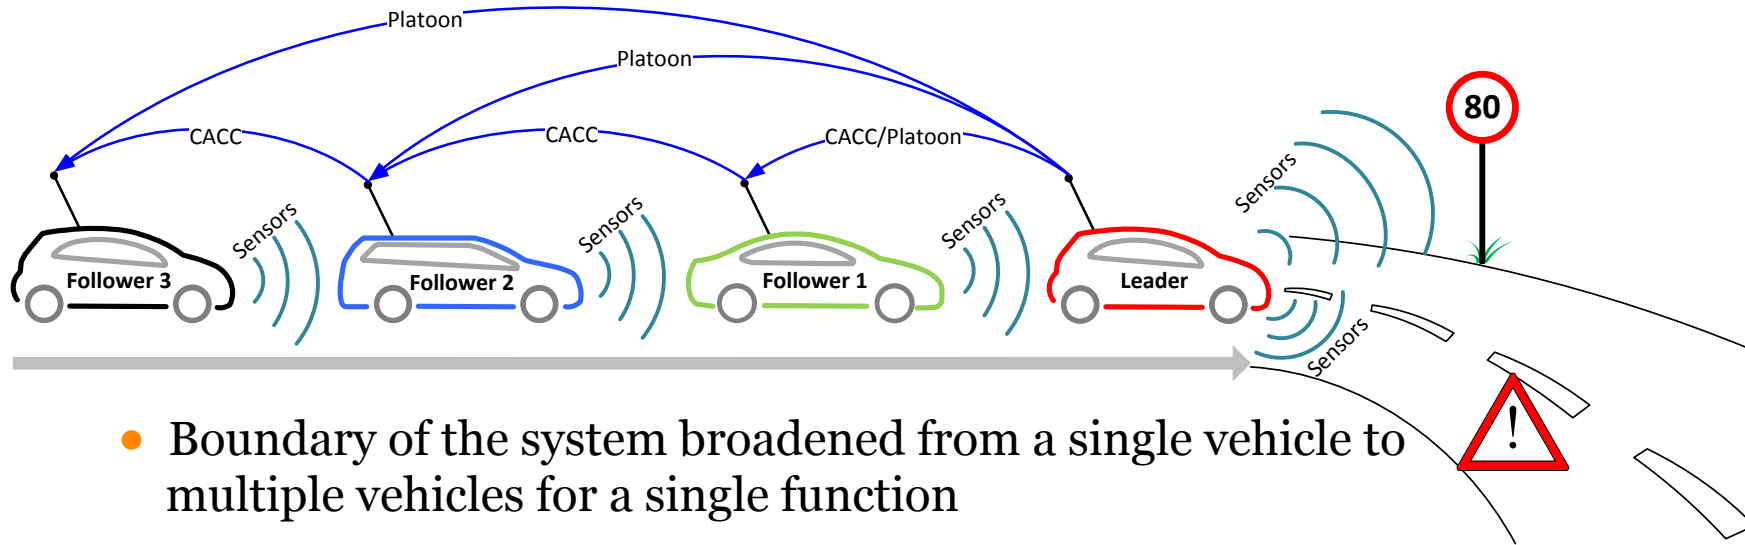 Platoon
Platoon
CACC
CACC
CACC/Platoon
80
Sensors
Sensors
Sensors
Sensors
Follower 3
Follower 2
Follower 1
Leader
Sensors
!
• Boundary of the system broadened from a single vehicle to
multiple vehicles for a single function